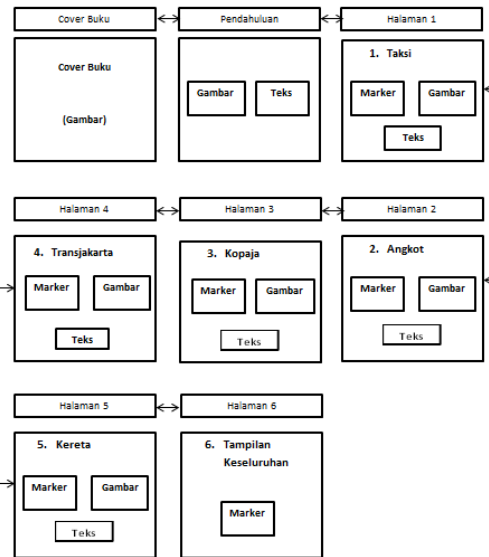 Cover Buku
Pendahuluan
Halaman 1
Cover Buku
(Gambar)
Gambar
Teks
1. Taksi
Marker
Gambar
Teks
Halaman 4
Halaman 3
Halaman 2
4. Transjakarta
Marker
Gambar
Teks
3. Kopaja
Marker
Gambar
Teks
2. Angkot
Marker
Gambar
Teks
Halaman 5
Halaman 6
5. Kereta
Marker
Gambar
Teks
6. Tampilan
Keseluruhan
Marker